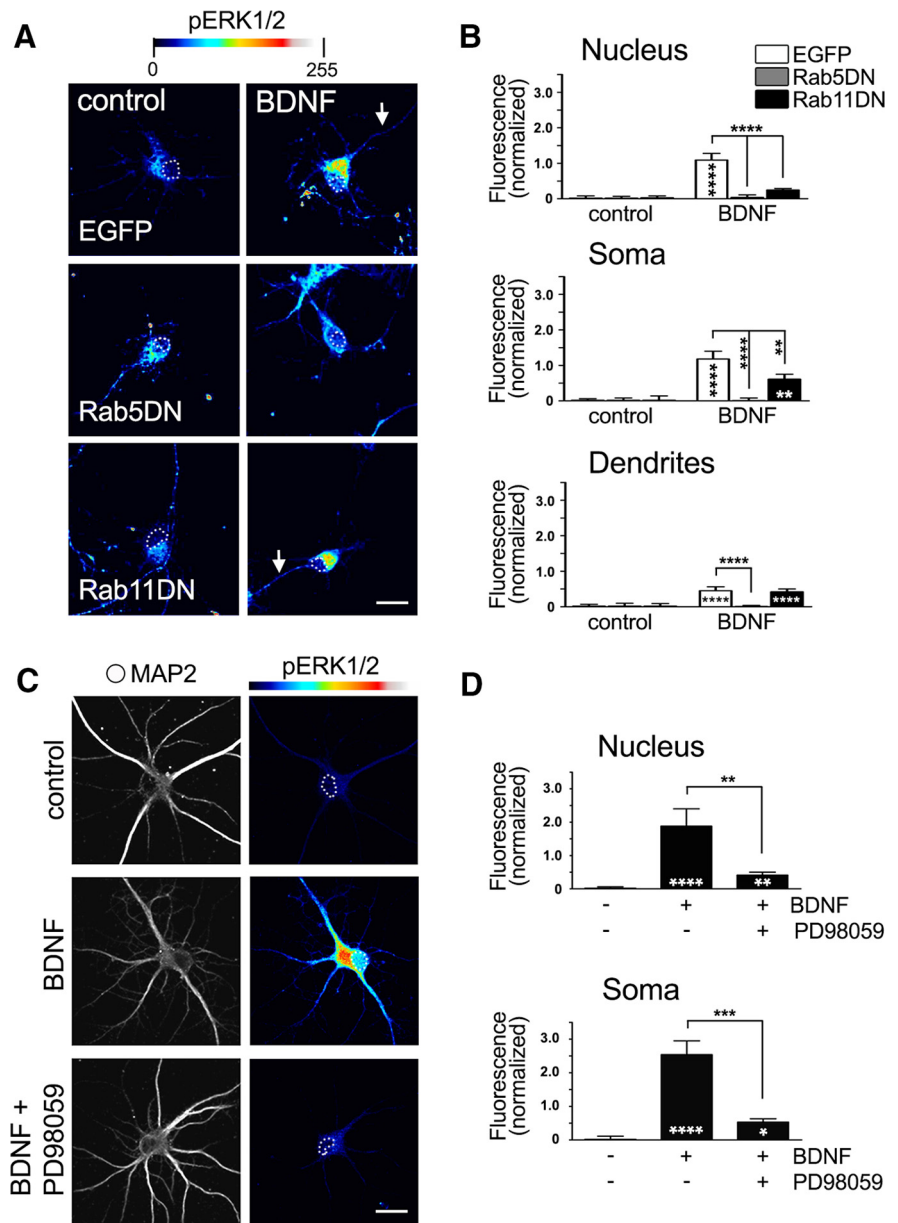 A
pERK1/2
0 255
control BDNF
EGFP
Rab5DN
Rab11DN
B
Nucleus
EGFP
Rab5DN
Rab11DN
Fluorescence
(normalized)
3.0
2.0
1.0
0
****
****
control BDNF
Soma
Fluorescence
(normalized)
3.0
2.0
1.0
0
****
**
****
**
control BDNF
Dendrites
Fluorescence
(normalized)
3.0
2.0
1.0
0
****
****
****
control BDNF
C
MAP2
pERK1/2
control
BDNF
BDNF +
PD98059
D
Nucleus
Fluorescence
(normalized)
3.0
2.0
1.0
0
**
****
**
- + + BDNF
- - + PD98059
Soma
Fluorescence
(normalized)
3.0
2.0
1.0
0
***
****
*
- + + BDNF
- - + PD98059